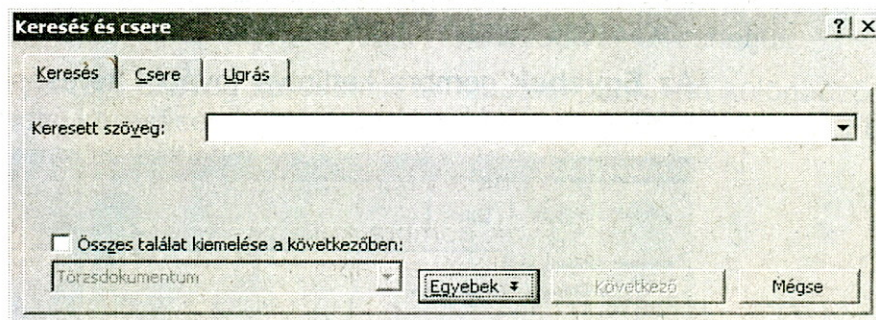 Keresés és csere
Keresés Csere Ugrás
Keresett szöveg:
Összes találat kiemelése a következőben:
Törzsdokumentum
Egyebek Következő Mégse